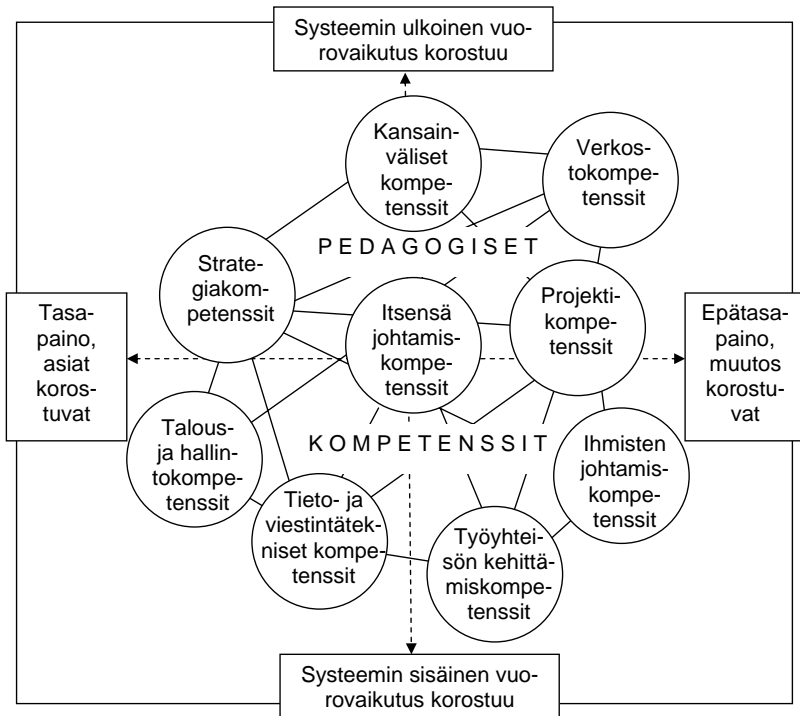 Systeemin ulkoinen vuo-
rovaikutus korostuu
Kansain-
väliset
kompe-
tenssit
Verkos-
tokompe-
tenssit
PEDAGOGISET
Strate-
giakom-
petenssit
Itsensä
johtamis-
kompe-
tenssit
Projekti-
kompe-
tenssit
Tasa-
paino,
asiat
koros-
tuvat
Epätasa-
paino,
muutos
korostu-
vat
Talous-
ja hallin-
tokompe-
tenssit
KOMPETENSSIT
Ihmisten
johtamis-
kompe-
tenssit
Tieto- ja
viestintätek-
niset kompe-
tenssit
Työyhtei-
sön kehittä-
miskompe-
tenssit
Systeemin sisäinen vuo-
rovaikutus korostuu